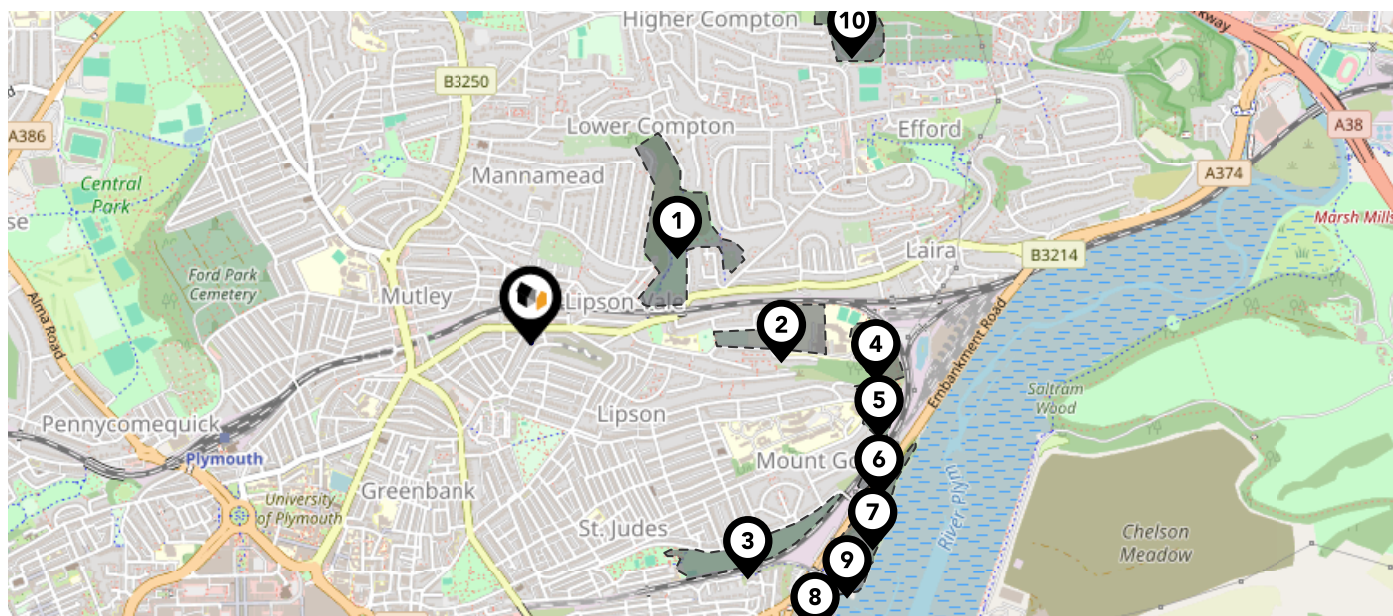 Higher Compton
10
kway
B3250
A38
A386
Lower Compton
Efford
A374
Mannamead
Central
Park
se
1
Marsh Mills
Laira
B3214
Ford Park
Cemetery
Mutley
Lipson Vale
2
4
Alma Road
Embankment Road
5
Saltram
Wood
Lipson
Pennycomequick
Plymouth
Mount Go
6
University
of Plymouth
Greenbank
7
River Plym
St. Judes
3
9
Chelson
Meadow
8